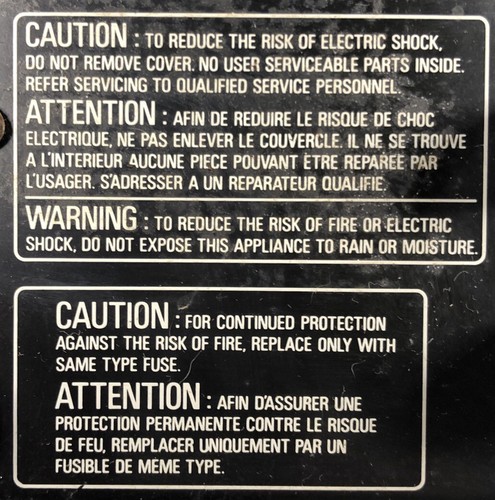 CAUTION : TO REDUCE THE RISK OF ELECTRIC SHOCK,
DO NOT REMOVE COVER. NO USER SERVICEABLE PARTS INSIDE.
REFER SERVICING TO QUALIFIED SERVICE PERSONNEL.
ATTENTION : AFIN DE REDUIRE LE RISQUE DE CHOC
ELECTRIQUE, NE PAS ENLEVER LE COUVERCLE. IL NE SE TROUVE
A L'INTERIEUR AUCUNE PIECE POUVANT ÊTRE REPARÉE PAR
L'USAGER. S'ADRESSER A UN REPARATEUR QUALIFIE.
WARNING : TO REDUCE THE RISK OF FIRE OR ELECTRIC
SHOCK, DO NOT EXPOSE THIS APPLIANCE TO RAIN OR MOISTURE.
CAUTION : FOR CONTINUED PROTECTION
AGAINST THE RISK OF FIRE, REPLACE ONLY WITH
SAME TYPE FUSE.
ATTENTION : AFIN D'ASSURER UNE
PROTECTION PERMANENTE CONTRE LE RISQUE
DE FEU, REMPLACER UNIQUEMENT PAR UN
FUSIBLE DE MÊME TYPE.